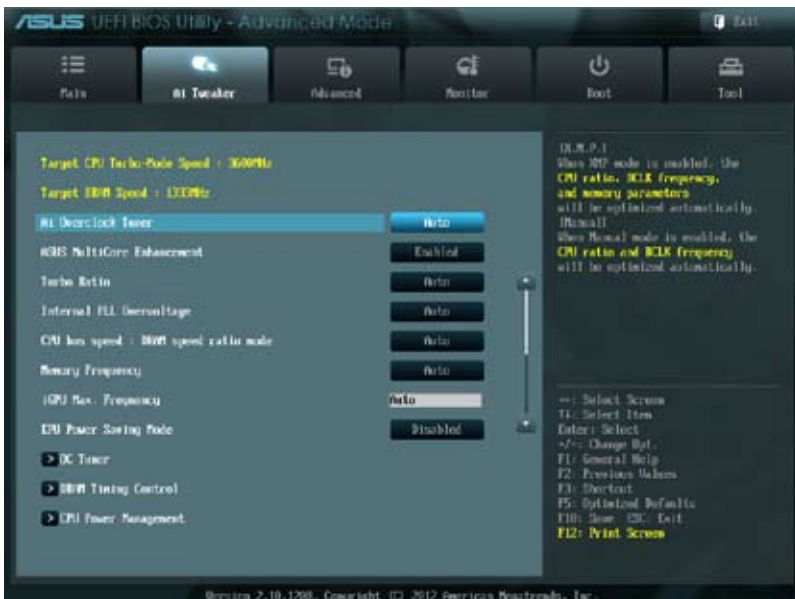 ASUS UEFI BIOS Utility - Advanced Mode
Exit
Main
Ai Tweaker
Advanced
Monitor
Boot
Tool
Target CPU Turbo-Mode Speed : 3600MHz
Target DRAM Speed : 1333MHz
Ai Overclock Tuner Auto
ASUS MultiCore Enhancement Enabled
Turbo Ratio Auto
Internal PLL Overvoltage Auto
CPU bus speed : DRAM speed ratio mode Auto
Memory Frequency Auto
iGPU Max. Frequency Auto
EPU Power Saving Mode Disabled
OC Tuner
DRAM Timing Control
CPU Power Management
[X.M.P.]
When XMP mode is enabled, the
CPU ratio, BCLK frequency,
and memory parameters
will be optimized automatically.
[Manual]
When Manual mode is enabled, the
CPU ratio and BCLK frequency
will be optimized automatically.
→←: Select Screen
↑↓: Select Item
Enter: Select
+/-: Change Opt.
F1: General Help
F2: Previous Values
F3: Shortcut
F5: Optimized Defaults
F10: Save ESC: Exit
F12: Print Screen
Version 2.10.1208. Copyright (C) 2012 American Megatrends, Inc.